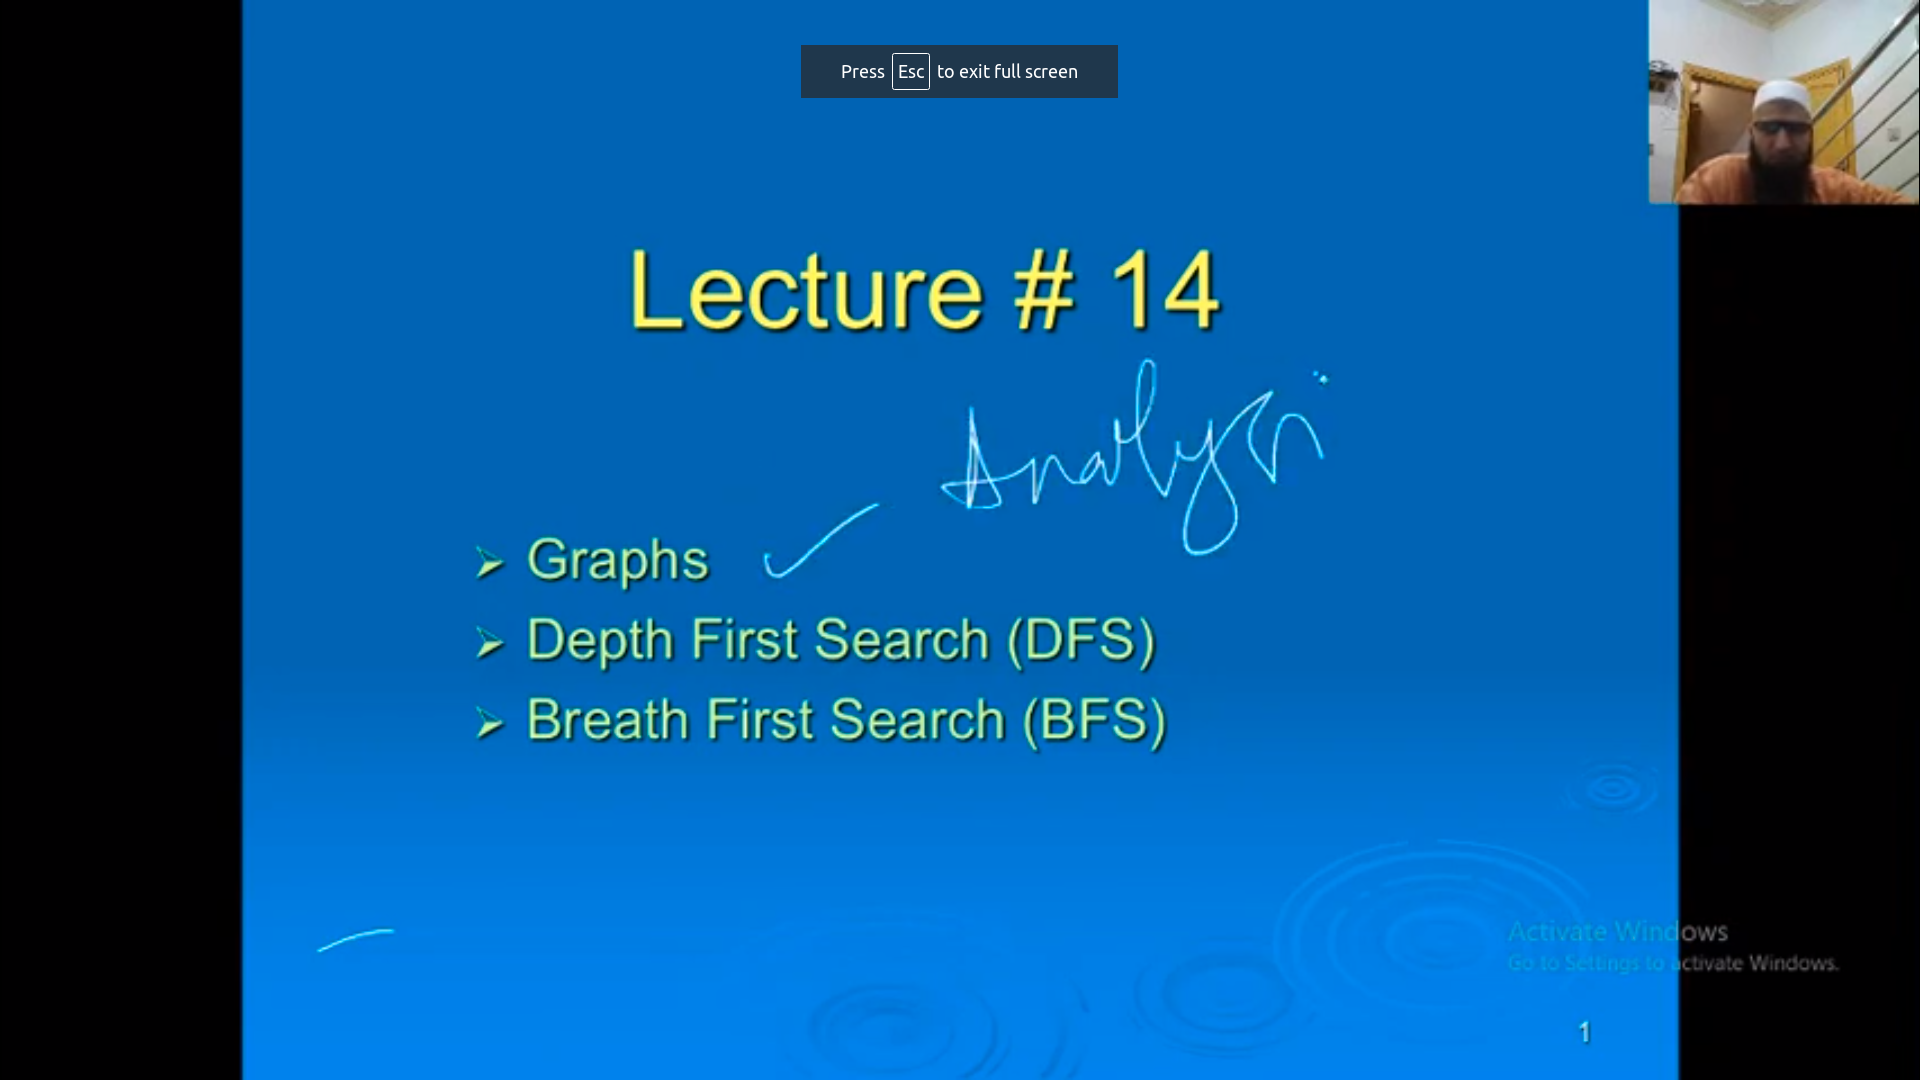 Press Esc to exit full screen
Lecture # 14
Analysis
➢ Graphs
➢ Depth First Search (DFS)
➢ Breath First Search (BFS)
Activate Windows
Go to Settings to activate Windows.
1